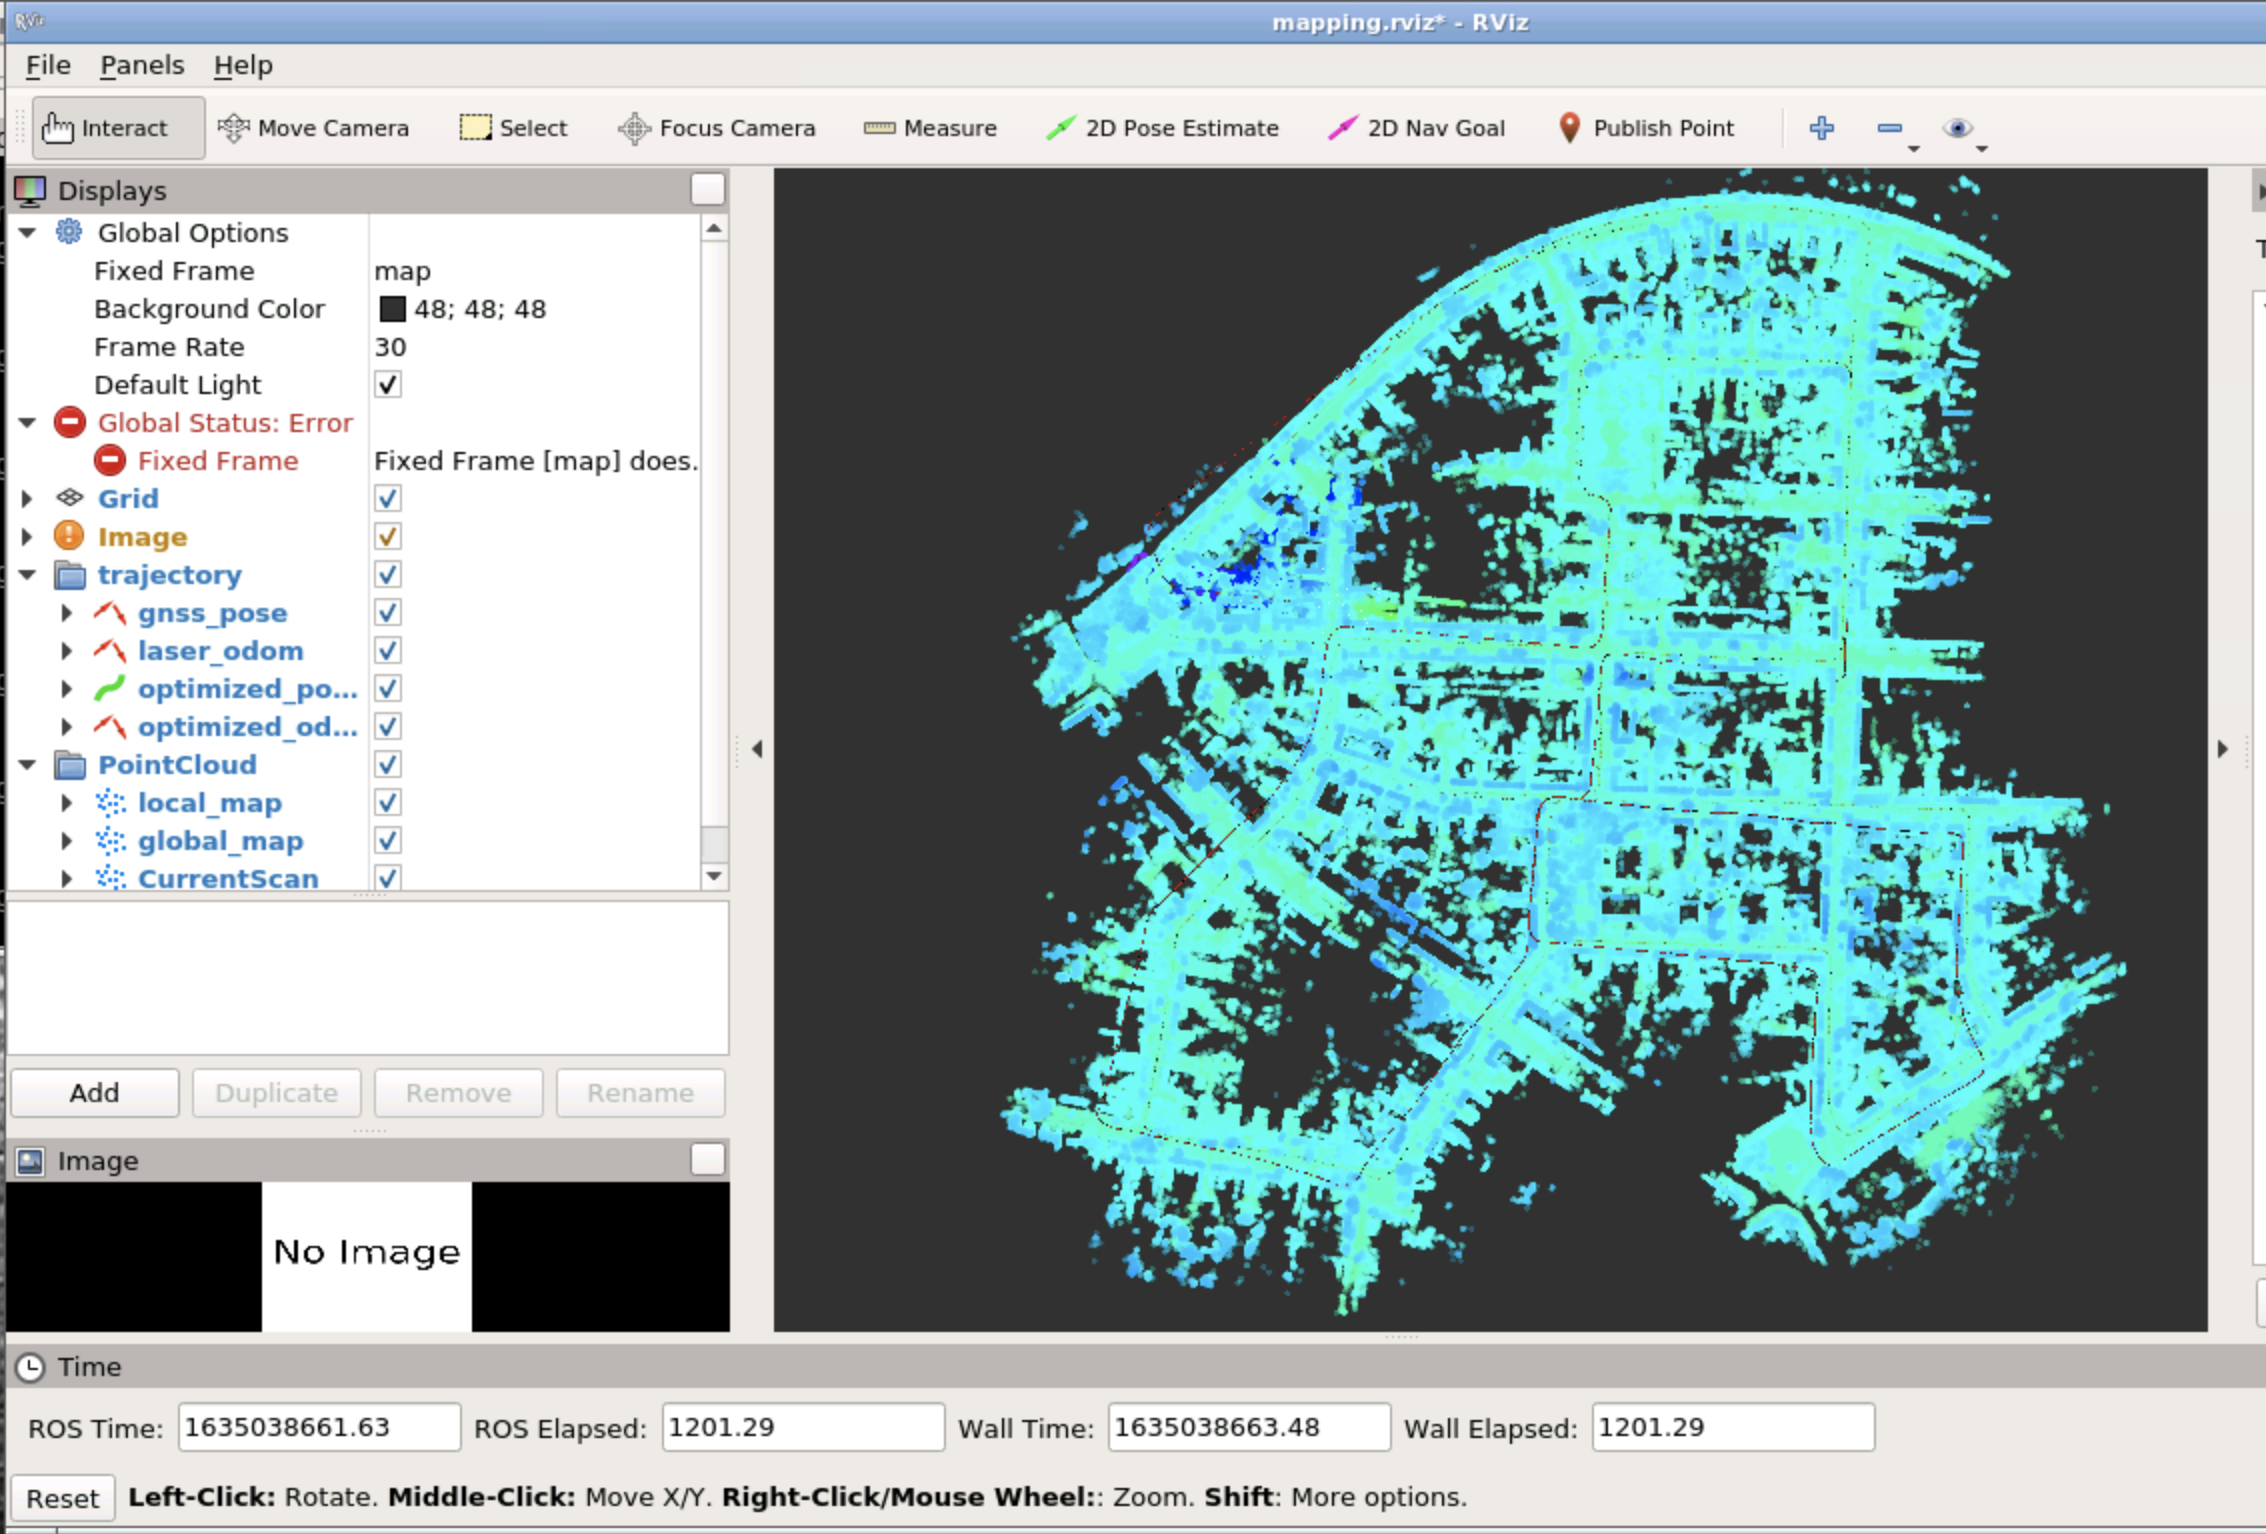 mapping.rviz* - RViz
File Panels Help
Interact Move Camera Select Focus Camera Measure 2D Pose Estimate 2D Nav Goal Publish Point
Displays
Global Options
Fixed Frame map
Background Color 48; 48; 48
Frame Rate 30
Default Light
Global Status: Error
Fixed Frame Fixed Frame [map] does.
Grid
Image
trajectory
gnss_pose
laser_odom
optimized_po...
optimized_od...
PointCloud
local_map
global_map
CurrentScan
Add Duplicate Remove Rename
Image
No Image
Time
ROS Time: 1635038661.63 ROS Elapsed: 1201.29 Wall Time: 1635038663.48 Wall Elapsed: 1201.29
Reset Left-Click: Rotate. Middle-Click: Move X/Y. Right-Click/Mouse Wheel:: Zoom. Shift: More options.